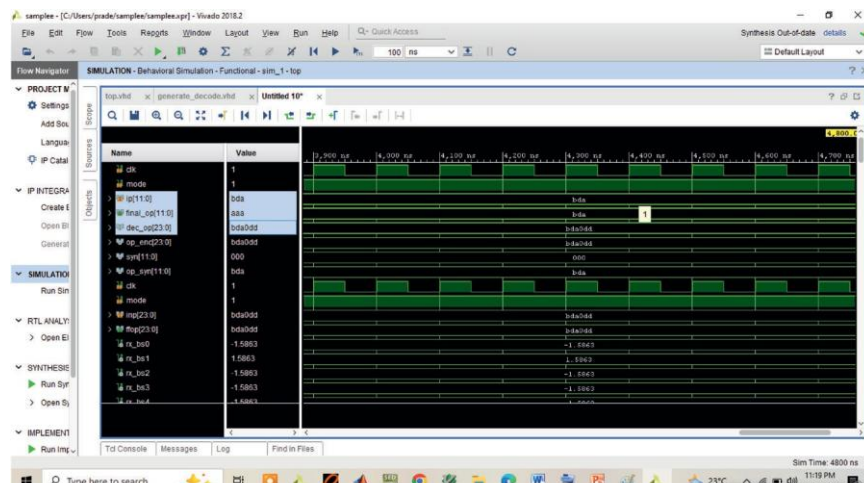 samplee - [C:/Users/prade/samplee/samplee.xpr] - Vivado 2018.2
File Edit Flow Tools Reports Window Layout View Run Help Q- Quick Access
Synthesis Out-of-date details
100 ns
Default Layout
Flow Navigator
SIMULATION - Behavioral Simulation - Functional - sim_1 - top
PROJECT M
Settings
Add Sou
Langua
IP Catal
IP INTEGRA
Create E
Open Bl
Generat
SIMULATIO
Run Sin
RTL ANALY
Open El
SYNTHESIS
Run Syn
Open Sy
IMPLEMENT
Run Imp
Scope
Sources
Objects
top.vhd x generate_decode.vhd x Untitled 10* x
4,800.0
Name Value 3,900 ns 4,000 ns 4,100 ns 4,200 ns 4,300 ns 4,400 ns 4,500 ns 4,600 ns 4,700 ns
clk 1
mode 1
ip[11:0] bda bda
final_op[11:0] aaa bda 1
dec_op[23:0] bda0dd bda0dd
op_enc[23:0] bda0dd bda0dd
syn[11:0] 000 000
op_syn[11:0] bda bda
clk 1
mode 1
inp[23:0] bda0dd bda0dd
ffop[23:0] bda0dd bda0dd
rx_bs0 -1.5863 -1.5863
rx_bs1 1.5863 1.5863
rx_bs2 -1.5863 -1.5863
rx_bs3 -1.5863 -1.5863
Tcl Console Messages Log Find in Files
Sim Time: 4800 ns
Type here to search
23°C
11:19 PM